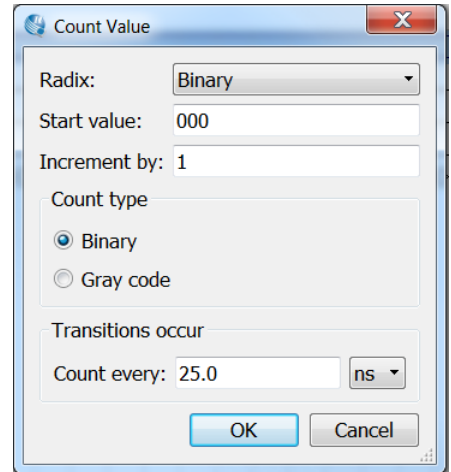 Count Value
Radix: Binary
Start value: 000
Increment by: 1
Count type
Binary
Gray code
Transitions occur
Count every: 25.0 ns
OK Cancel